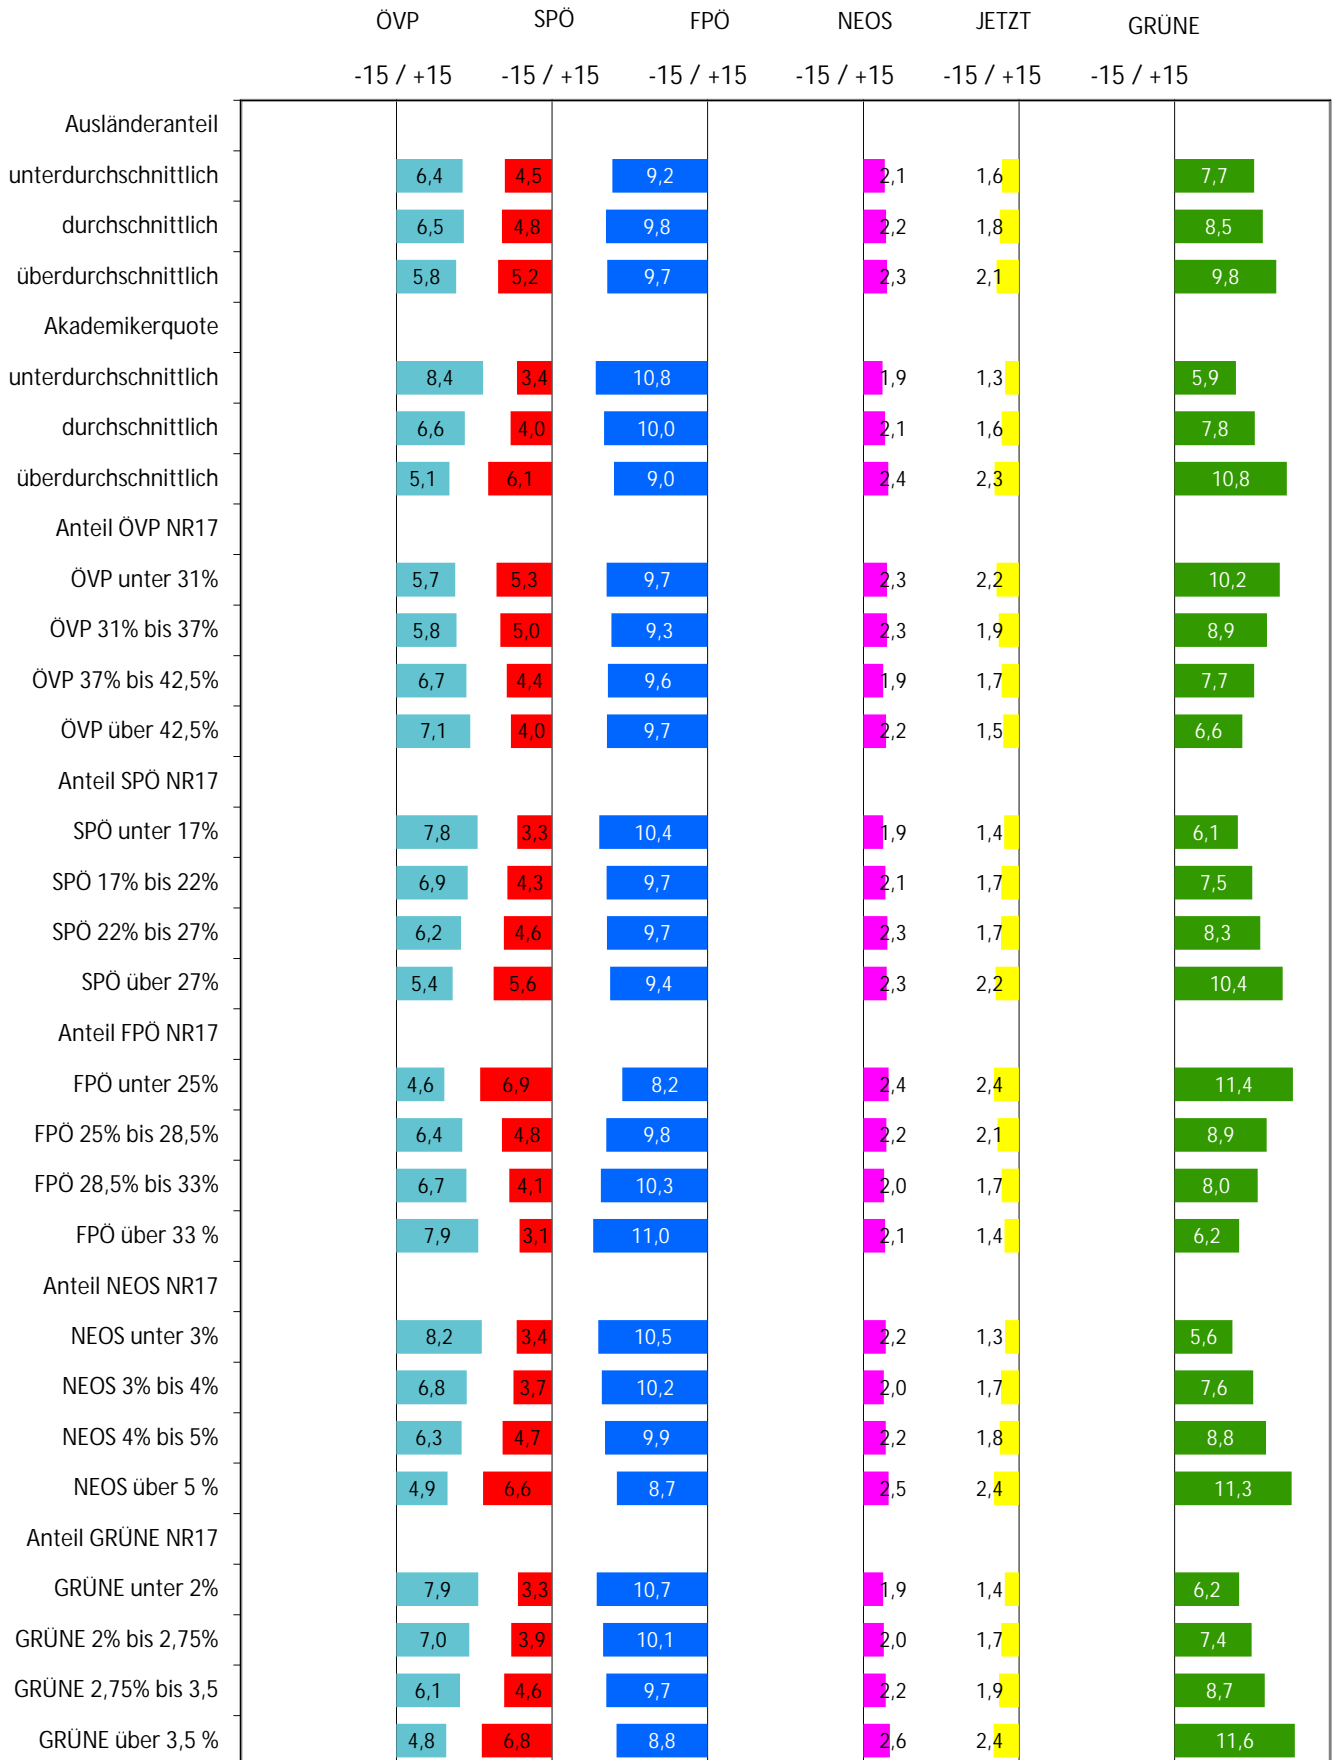 ÖVP SPÖ FPÖ NEOS JETZT GRÜNE
-15 / +15 -15 / +15 -15 / +15 -15 / +15 -15 / +15 -15 / +15
Ausländeranteil
unterdurchschnittlich 6,4 4,5 9,2 2,1 1,6 7,7
durchschnittlich 6,5 4,8 9,8 2,2 1,8 8,5
überdurchschnittlich 5,8 5,2 9,7 2,3 2,1 9,8
Akademikerquote
unterdurchschnittlich 8,4 3,4 10,8 1,9 1,3 5,9
durchschnittlich 6,6 4,0 10,0 2,1 1,6 7,8
überdurchschnittlich 5,1 6,1 9,0 2,4 2,3 10,8
Anteil ÖVP NR17
ÖVP unter 31% 5,7 5,3 9,7 2,3 2,2 10,2
ÖVP 31% bis 37% 5,8 5,0 9,3 2,3 1,9 8,9
ÖVP 37% bis 42,5% 6,7 4,4 9,6 1,9 1,7 7,7
ÖVP über 42,5% 7,1 4,0 9,7 2,2 1,5 6,6
Anteil SPÖ NR17
SPÖ unter 17% 7,8 3,3 10,4 1,9 1,4 6,1
SPÖ 17% bis 22% 6,9 4,3 9,7 2,1 1,7 7,5
SPÖ 22% bis 27% 6,2 4,6 9,7 2,3 1,7 8,3
SPÖ über 27% 5,4 5,6 9,4 2,3 2,2 10,4
Anteil FPÖ NR17
FPÖ unter 25% 4,6 6,9 8,2 2,4 2,4 11,4
FPÖ 25% bis 28,5% 6,4 4,8 9,8 2,2 2,1 8,9
FPÖ 28,5% bis 33% 6,7 4,1 10,3 2,0 1,7 8,0
FPÖ über 33 % 7,9 3,1 11,0 2,1 1,4 6,2
Anteil NEOS NR17
NEOS unter 3% 8,2 3,4 10,5 2,2 1,3 5,6
NEOS 3% bis 4% 6,8 3,7 10,2 2,0 1,7 7,6
NEOS 4% bis 5% 6,3 4,7 9,9 2,2 1,8 8,8
NEOS über 5 % 4,9 6,6 8,7 2,5 2,4 11,3
Anteil GRÜNE NR17
GRÜNE unter 2% 7,9 3,3 10,7 1,9 1,4 6,2
GRÜNE 2% bis 2,75% 7,0 3,9 10,1 2,0 1,7 7,4
GRÜNE 2,75% bis 3,5 6,1 4,6 9,7 2,2 1,9 8,7
GRÜNE über 3,5 % 4,8 6,8 8,8 2,6 2,4 11,6